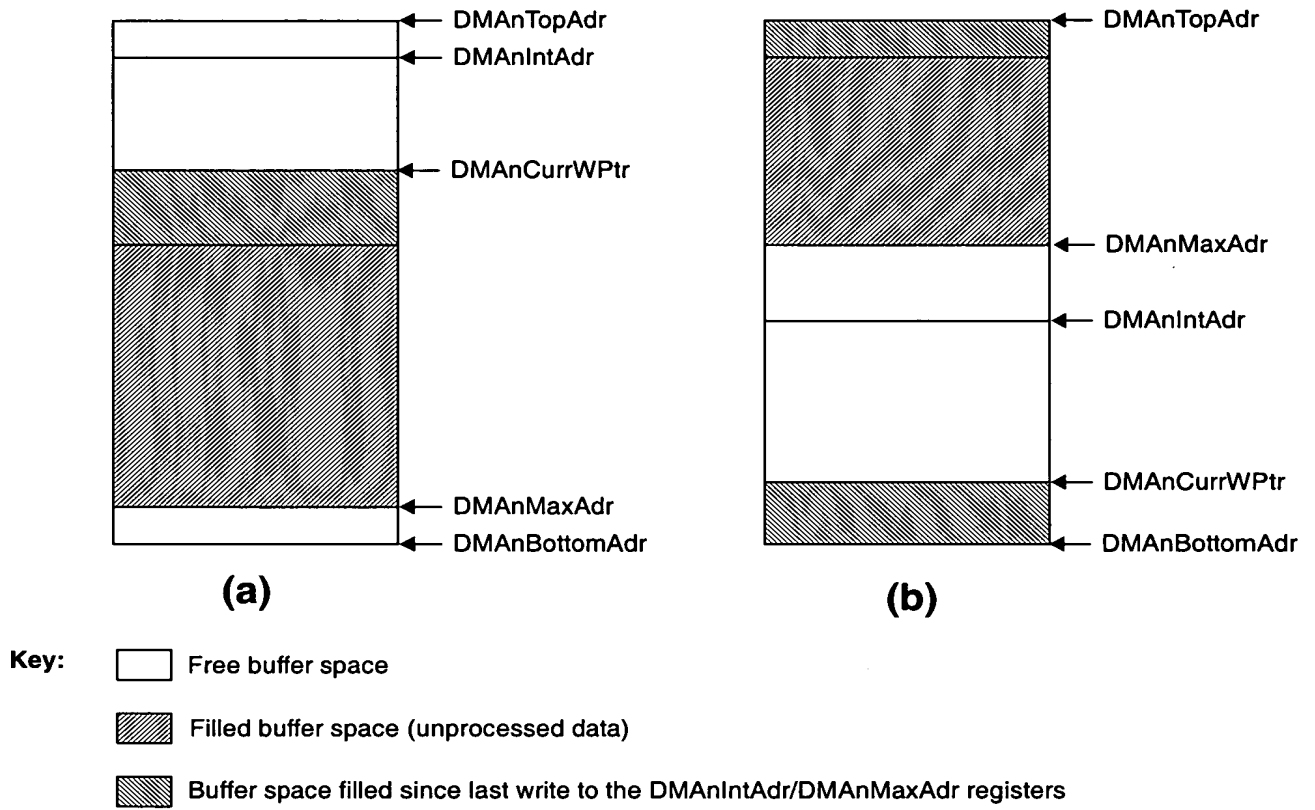 DMAnTopAdr
DMAnIntAdr
DMAnCurrWPtr
DMAnMaxAdr
DMAnBottomAdr
(a)
DMAnTopAdr
DMAnMaxAdr
DMAnIntAdr
DMAnCurrWPtr
DMAnBottomAdr
(b)
Key:
Free buffer space
Filled buffer space (unprocessed data)
Buffer space filled since last write to the DMAnIntAdr/DMAnMaxAdr registers